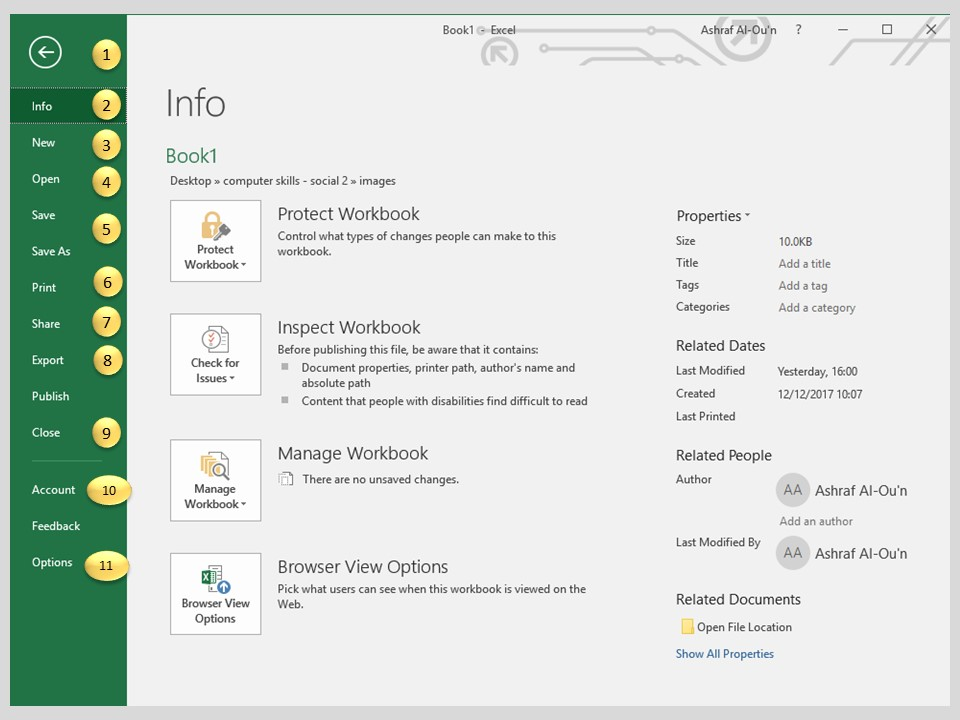 Book1 - Excel
Ashraf Al-Ou'n
?
1
Info 2
New 3
Open 4
Save
5
Save As
Print 6
Share 7
Export 8
Publish
Close 9
Account 10
Feedback
Options 11
Info
Book1
Desktop » computer skills - social 2 » images
Protect
Workbook
Protect Workbook
Control what types of changes people can make to this
workbook.
Check for
Issues
Inspect Workbook
Before publishing this file, be aware that it contains:
Document properties, printer path, author's name and
absolute path
Content that people with disabilities find difficult to read
Manage
Workbook
Manage Workbook
There are no unsaved changes.
Browser View
Options
Browser View Options
Pick what users can see when this workbook is viewed on the
Web.
Properties
Size 10.0KB
Title Add a title
Tags Add a tag
Categories Add a category
Related Dates
Last Modified Yesterday, 16:00
Created 12/12/2017 10:07
Last Printed
Related People
Author
AA Ashraf Al-Ou'n
Add an author
Last Modified By
AA Ashraf Al-Ou'n
Related Documents
Open File Location
Show All Properties